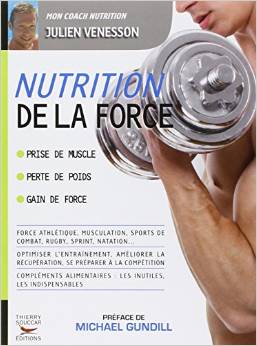 MON COACH NUTRITION
JULIEN VENESSON
NUTRITION
DE LA FORCE
PRISE DE MUSCLE
PERTE DE POIDS
GAIN DE FORCE
FORCE ATHLÉTIQUE, MUSCULATION, SPORTS DE
COMBAT, RUGBY, SPRINT, NATATION...
OPTIMISER L'ENTRAÎNEMENT, AMÉLIORER LA
RÉCUPÉRATION, SE PRÉPARER À LA COMPÉTITION
COMPLÉMENTS ALIMENTAIRES : LES INUTILES,
LES INDISPENSABLES
PRÉFACE DE
MICHAEL GUNDILL
THIERRY
SOUCCAR
ÉDITIONS